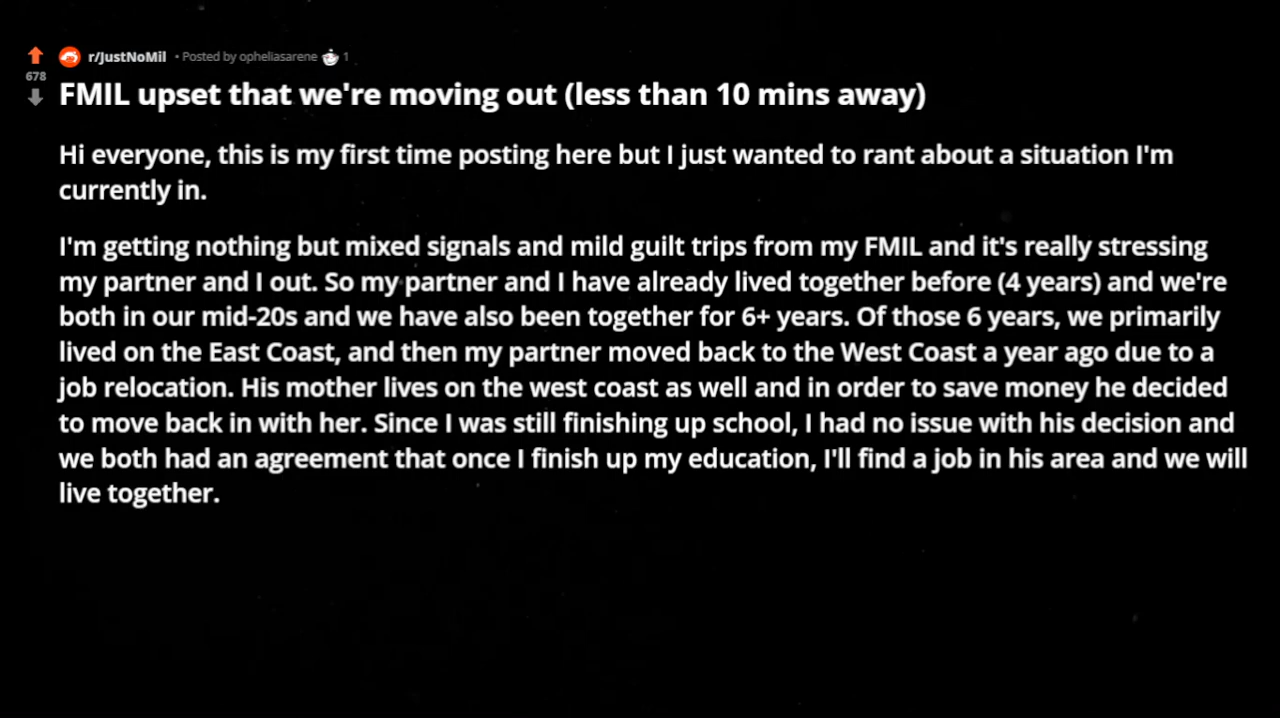 r/JustNoMil • Posted by opheliasarene 1
678
FMIL upset that we're moving out (less than 10 mins away)
Hi everyone, this is my first time posting here but I just wanted to rant about a situation I'm
currently in.
I'm getting nothing but mixed signals and mild guilt trips from my FMIL and it's really stressing
my partner and I out. So my partner and I have already lived together before (4 years) and we're
both in our mid-20s and we have also been together for 6+ years. Of those 6 years, we primarily
lived on the East Coast, and then my partner moved back to the West Coast a year ago due to a
job relocation. His mother lives on the west coast as well and in order to save money he decided
to move back in with her. Since I was still finishing up school, I had no issue with his decision and
we both had an agreement that once I finish up my education, I'll find a job in his area and we will
live together.